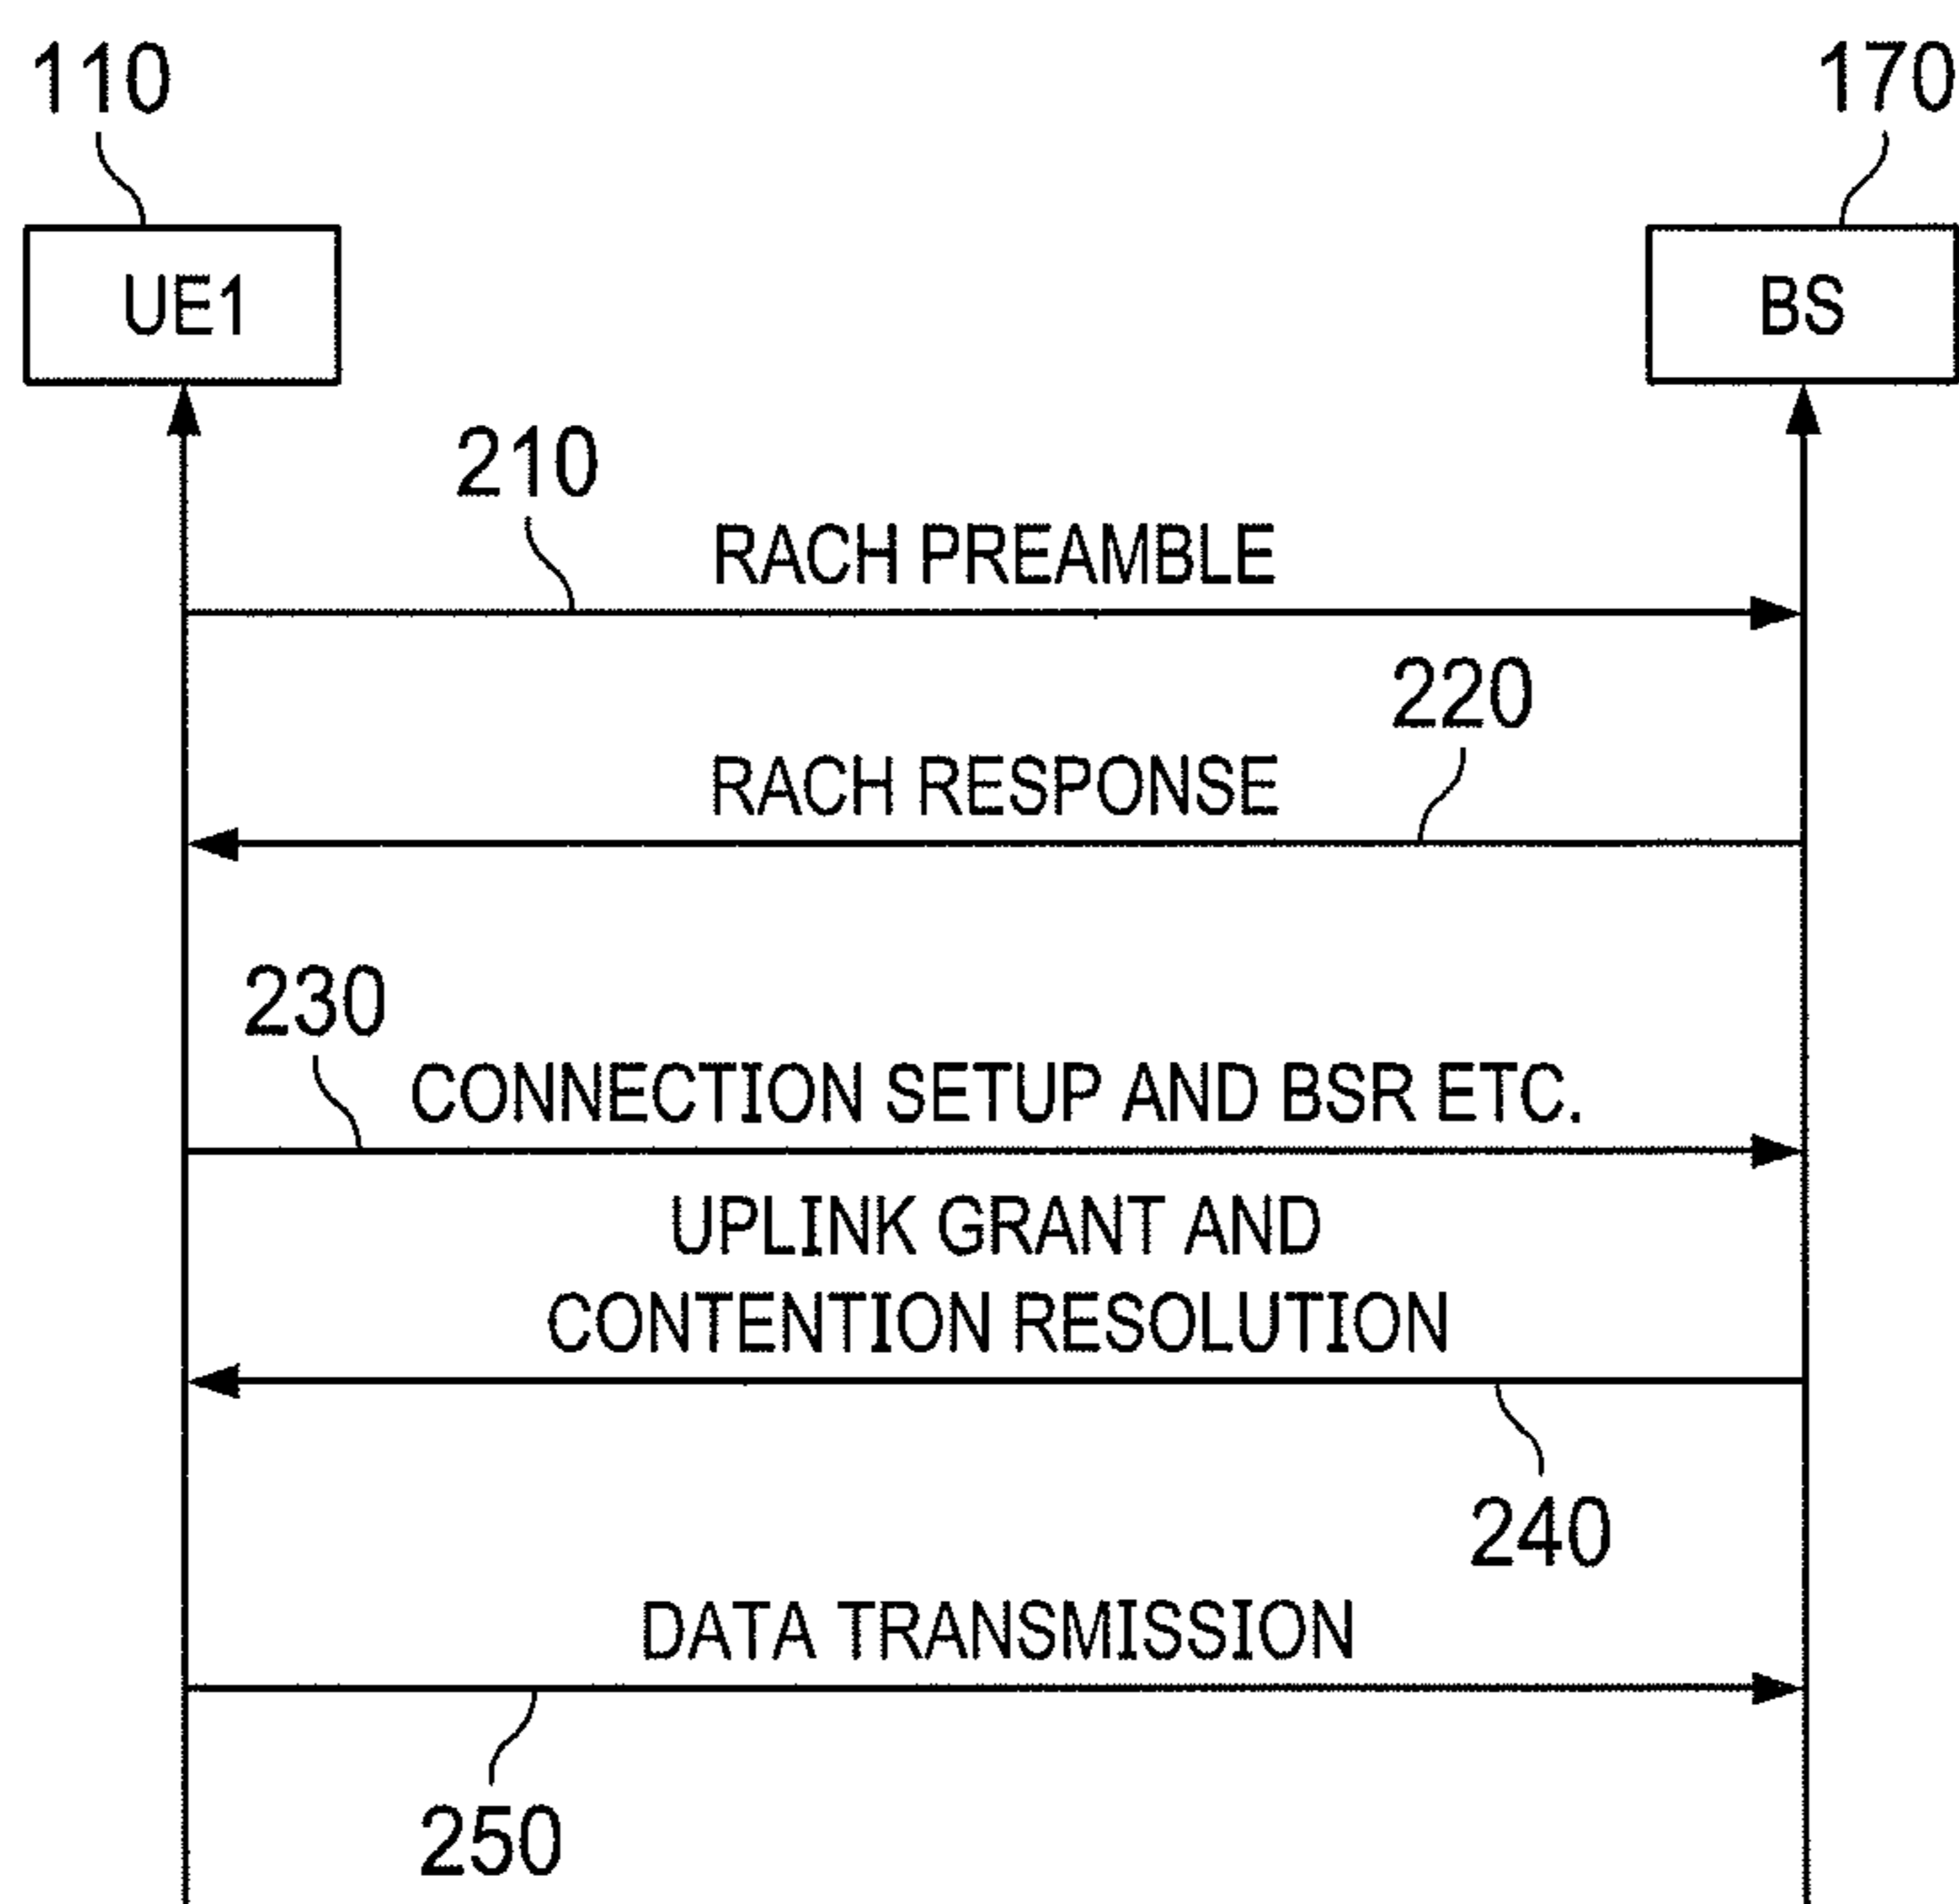 110
170
UE1
BS
210
RACH PREAMBLE
220
RACH RESPONSE
230
CONNECTION SETUP AND BSR ETC.
UPLINK GRANT AND
CONTENTION RESOLUTION
240
DATA TRANSMISSION
250